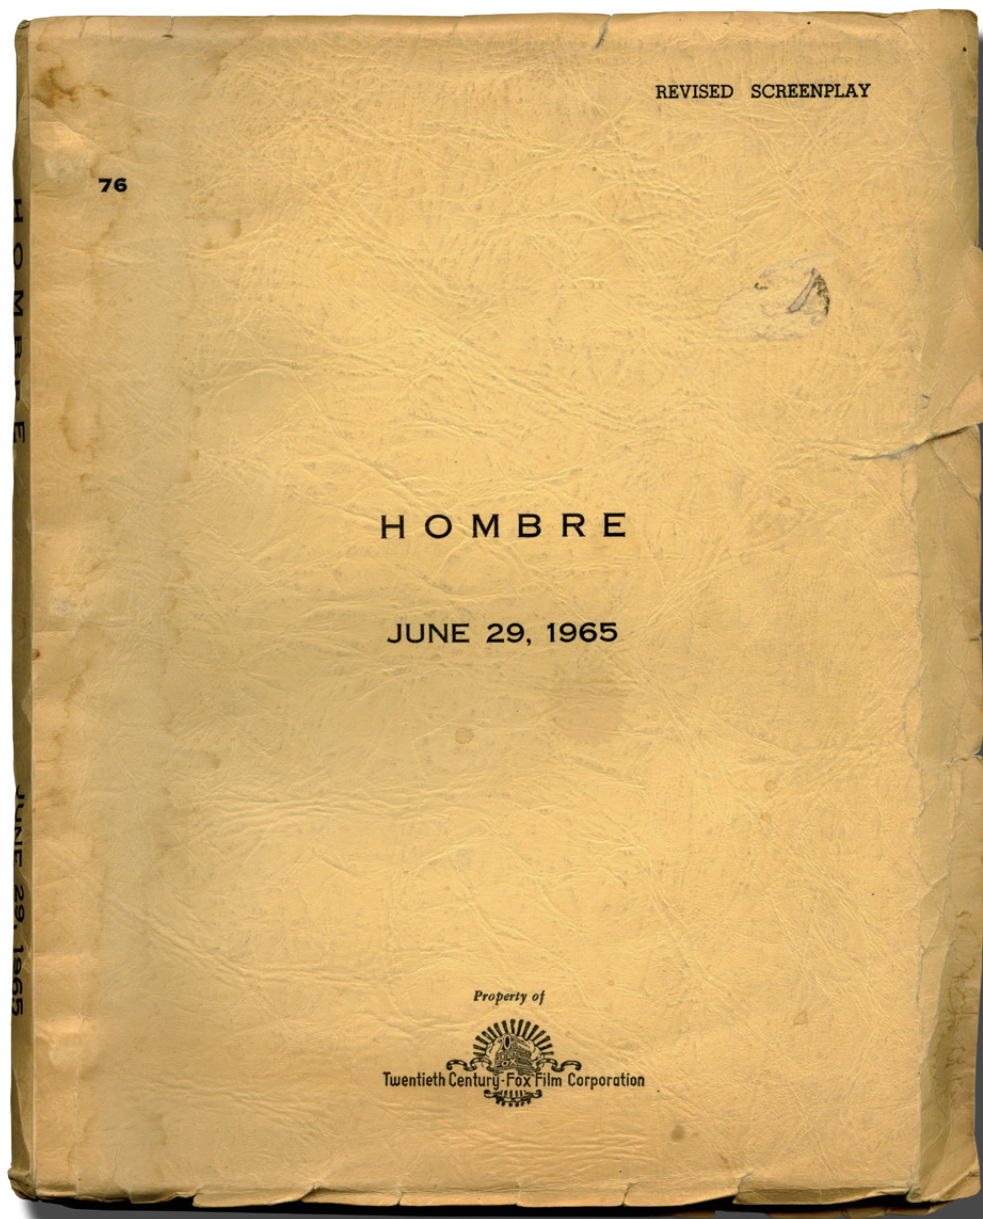 REVISED SCREENPLAY
76
HOMBRE
JUNE 29, 1965
HOMBRE
JUNE 29, 1965
Property of
Twentieth Century-Fox Film Corporation